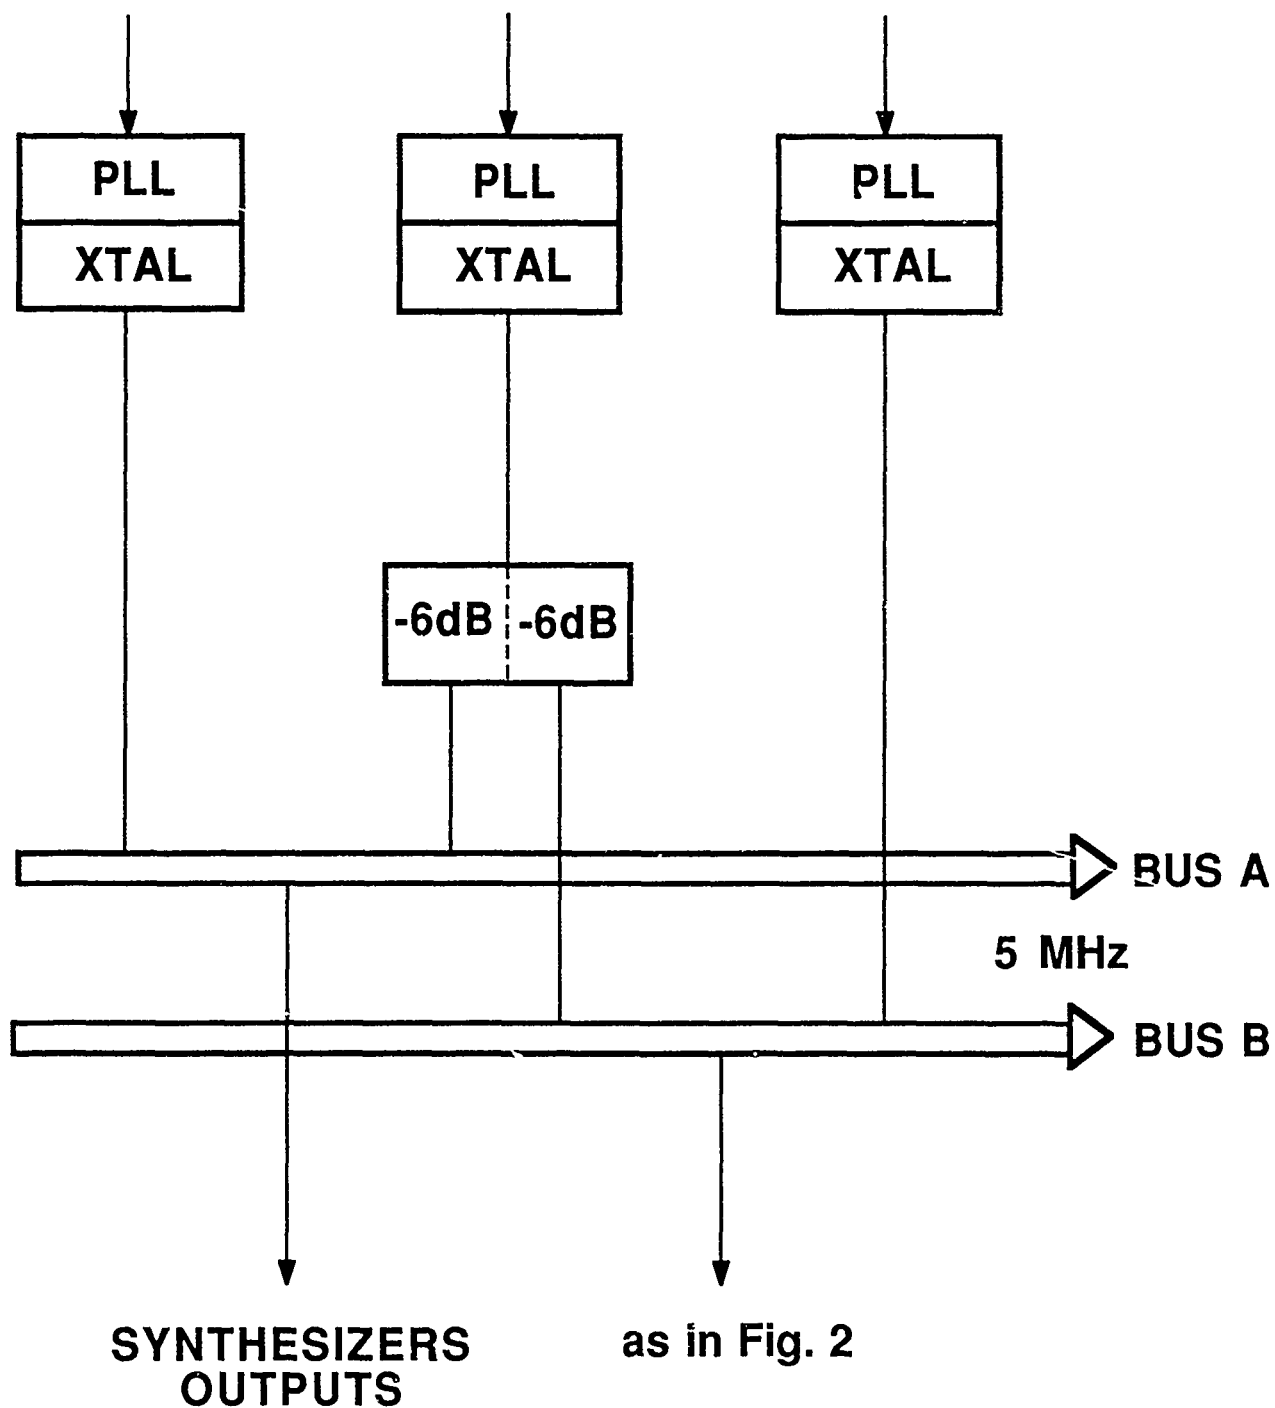 PLL
PLL
PLL
XTAL
XTAL
XTAL
-6dB
-6dB
BUS A
5 MHz
BUS B
SYNTHESIZERS
OUTPUTS
as in Fig. 2